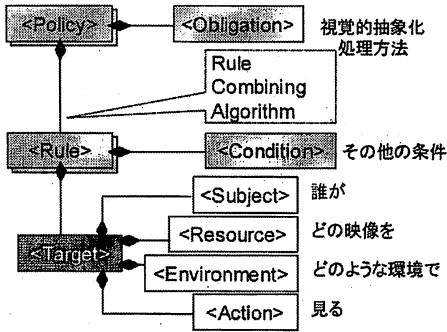 <Policy>
<Obligation>
視覚的抽象化
処理方法
Rule
Combining
Algorithm
<Rule>
<Condition>
その他の条件
<Subject>
誰が
<Resource>
どの映像を
<Target>
<Environment>
どのような環境で
<Action>
見る